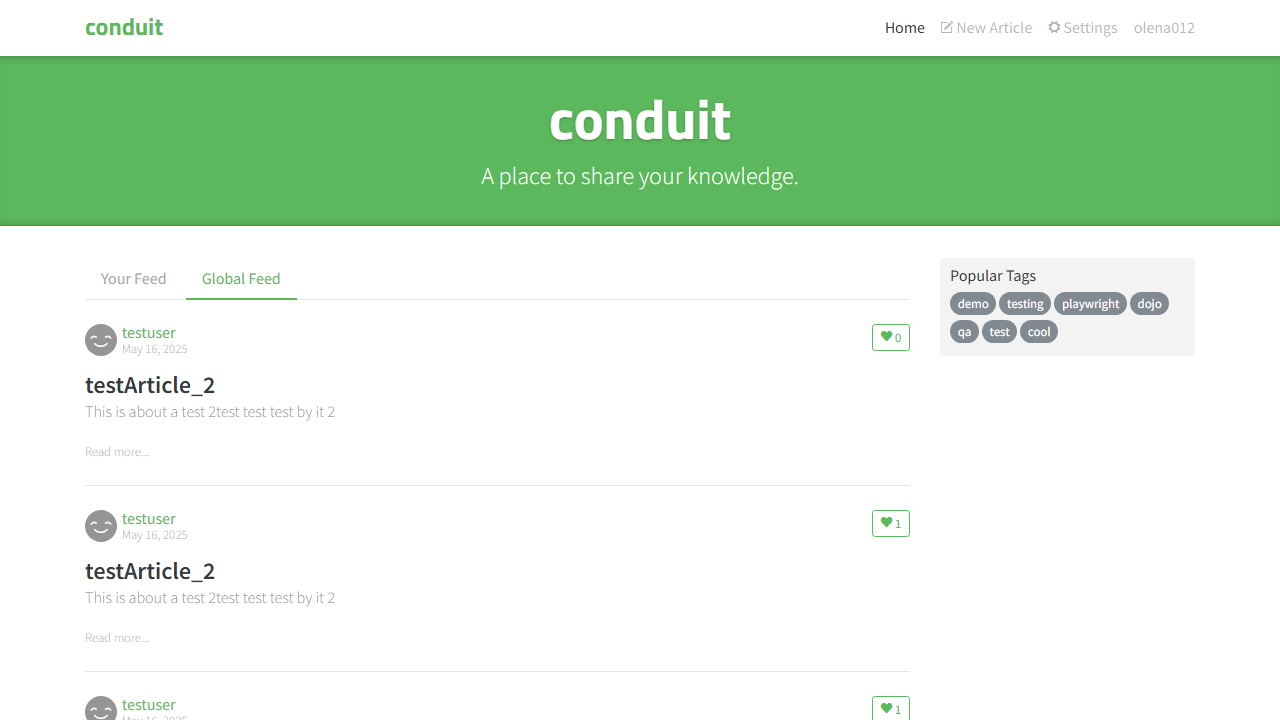 conduit
Home New Article Settings olena012
conduit
A place to share your knowledge.
Your Feed Global Feed
testuser
May 16, 2025
0
testArticle_2
This is about a test 2test test test by it 2
Read more...
testuser
May 16, 2025
1
testArticle_2
This is about a test 2test test test by it 2
Read more...
testuser
May 16, 2025
1
Popular Tags
demo testing playwright dojo
qa test cool